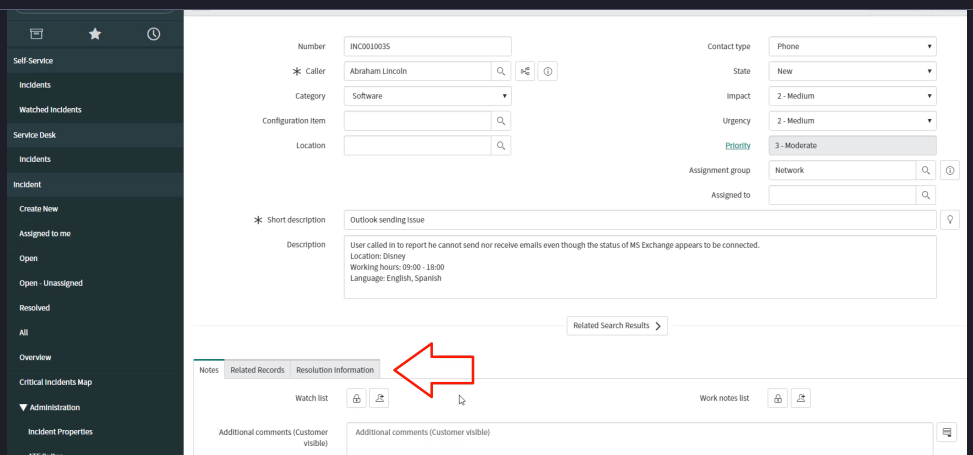 Self-Service
Incidents
Watched Incidents
Service Desk
Incidents
Incident
Create New
Assigned to me
Open
Open - Unassigned
Resolved
All
Overview
Critical Incidents Map
Administration
Incident Properties
Number INC0010035
Caller Abraham Lincoln
Category Software
Configuration item
Location
Contact type Phone
State New
Impact 2 - Medium
Urgency 2 - Medium
Priority 3 - Moderate
Assignment group Network
Assigned to
Short description Outlook sending issue
Description User called in to report he cannot send nor receive emails even though the status of MS Exchange appears to be connected.
Location: Disney
Working hours: 09:00 - 18:00
Language: English, Spanish
Related Search Results
Notes Related Records Resolution Information
Watch list Work notes list
Additional comments (Customer
visible)
Additional comments (Customer visible)